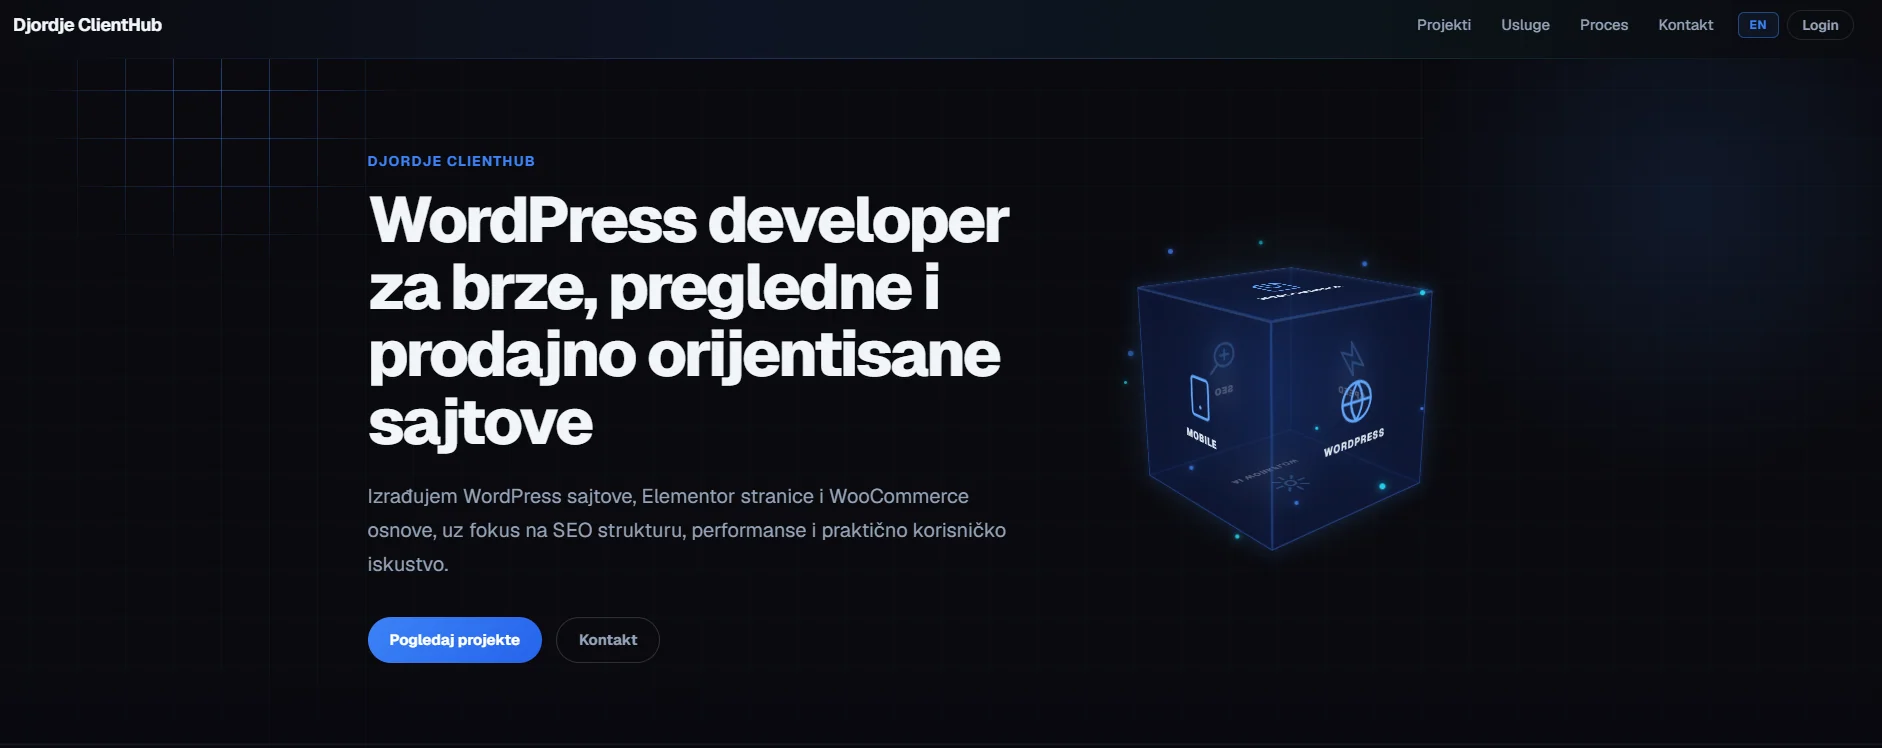 Djordje ClientHub
Projekti
Usluge
Proces
Kontakt
EN
Login
DJORDJE CLIENTHUB
WordPress developer
za brze, pregledne i
prodajno orijentisane
sajtove
Izrađujem WordPress sajtove, Elementor stranice i WooCommerce
osnove, uz fokus na SEO strukturu, performanse i praktično korisničko
iskustvo.
Pogledaj projekte
Kontakt
SEO
MOBILE
WORDPRESS